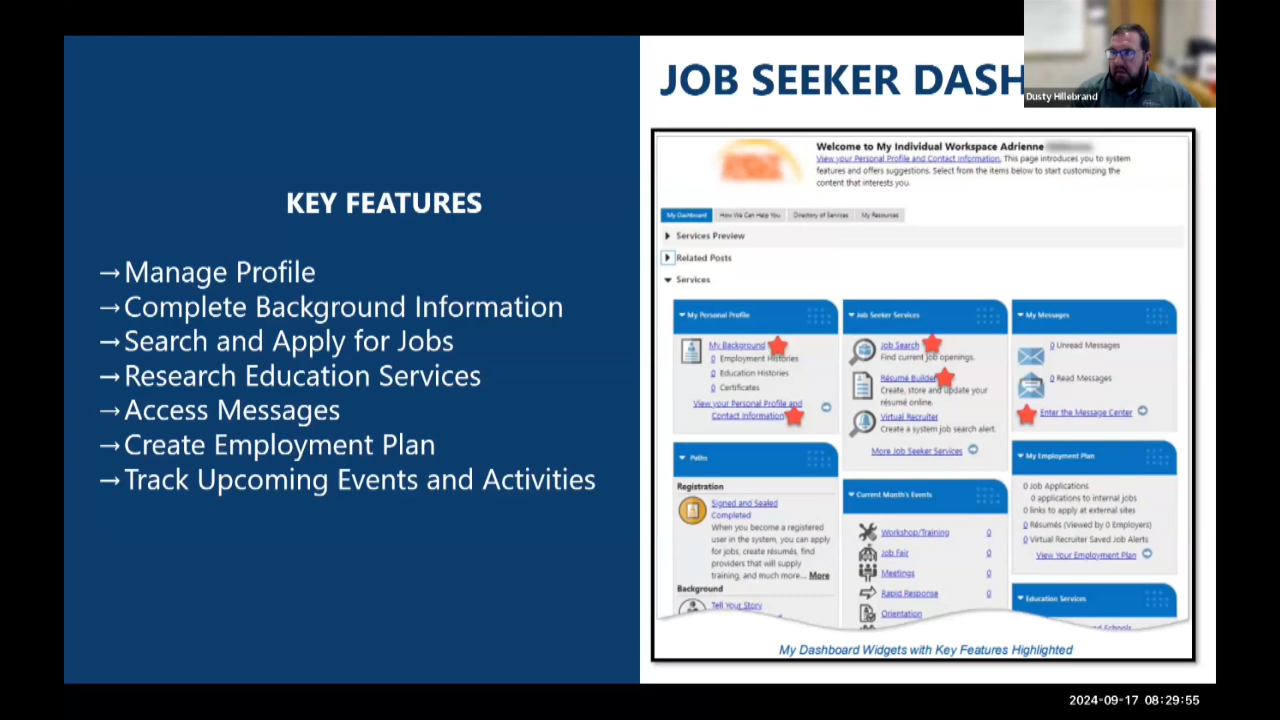 JOB SEEKER DASH
Dusty Hillebrand
KEY FEATURES
→Manage Profile
→Complete Background Information
→Search and Apply for Jobs
→Research Education Services
→Access Messages
→Create Employment Plan
→Track Upcoming Events and Activities
Welcome to My Individual Workspace Adrienne
View your Personal Profile and Contact Information. This page introduces you to system
features and offers suggestions. Select from the items below to start customizing the
content that interests you.
My Dashboard
How We Can Help You
Directory of Services
My Resources
Services Preview
Related Posts
Services
My Personal Profile
My Background
0 Employment Histories
0 Education Histories
0 Certificates
View your Personal Profile and
Contact Information
Paths
Registration
Signed and Sealed
Completed
When you become a registered
user in the system, you can apply
for jobs, create résumés, find
providers that will supply
training, and much more... More
Background
Tell Your Story
Job Seeker Services
Job Search
Find current job openings.
Résumé Builder
Create, store and update your
résumé online.
Virtual Recruiter
Create a system job search alert.
More Job Seeker Services
Current Month's Events
Workshop/Training 0
Job Fair 0
Meetings 0
Rapid Response 0
Orientation
My Messages
0 Unread Messages
0 Read Messages
Enter the Message Center
My Employment Plan
0 Job Applications
0 applications to internal jobs
0 links to apply at external sites
0 Résumés (Viewed by 0 Employers)
0 Virtual Recruiter Saved Job Alerts
View Your Employment Plan
Education Services
My Dashboard Widgets with Key Features Highlighted
2024-09-17 08:29:55